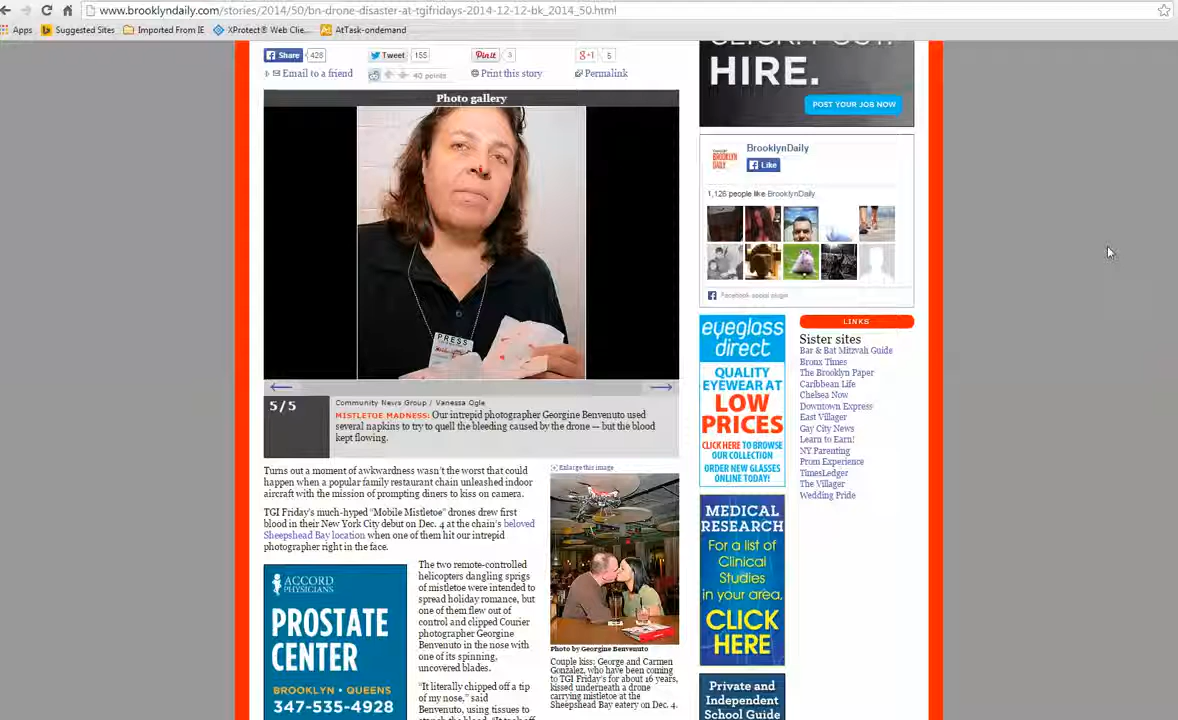 www.brooklyndaily.com/stories/2014/50/bn-drone-disaster-at-tgifridays-2014-12-12-bk_2014_50.html
Apps Suggested Sites Imported From IE XProtect® Web Clie... AtTask-ondemand
Share 428 Tweet 155 Pin it 3 +1 5
Email to a friend 40 points Print this story Permalink
Photo gallery
PRESS
5/5
Community News Group / Vanessa Ogle
MISTLETOE MADNESS: Our intrepid photographer Georgine Benvenuto used
several napkins to try to quell the bleeding caused by the drone — but the blood
kept flowing.
Turns out a moment of awkwardness wasn't the worst that could
happen when a popular family restaurant chain unleashed indoor
aircraft with the mission of prompting diners to kiss on camera.
TGI Friday's much-hyped "Mobile Mistletoe" drones drew first
blood in their New York City debut on Dec. 4 at the chain's beloved
Sheepshead Bay location when one of them hit our intrepid
photographer right in the face.
The two remote-controlled
helicopters dangling sprigs
of mistletoe were intended to
spread holiday romance, but
one of them flew out of
control and clipped Courier
photographer Georgine
Benvenuto in the nose with
one of its spinning,
uncovered blades.
"It literally chipped off a tip
of my nose," said
Benvenuto, using tissues to
ACCORD
PHYSICIANS
PROSTATE
CENTER
BROOKLYN • QUEENS
347-535-4928
Enlarge this image
Photo by Georgine Benvenuto
Couple kiss: George and Carmen
Gonzalez, who have been coming
to TGI Friday's for about 16 years,
kissed underneath a drone
carrying mistletoe at the
Sheepshead Bay eatery on Dec. 4.
HIRE.
POST YOUR JOB NOW
BROOKLYN
DAILY
BrooklynDaily
Like
1,126 people like BrooklynDaily
Facebook social plugin
eyeglass
direct
QUALITY
EYEWEAR AT
LOW
PRICES
CLICK HERE TO BROWSE
OUR COLLECTION
ORDER NEW GLASSES
ONLINE TODAY!
MEDICAL
RESEARCH
For a list of
Clinical
Studies
in your area,
CLICK
HERE
Private and
Independent
School Guide
LINKS
Sister sites
Bar & Bat Mitzvah Guide
Bronx Times
The Brooklyn Paper
Caribbean Life
Chelsea Now
Downtown Express
East Villager
Gay City News
Learn to Earn!
NY Parenting
Prom Experience
TimesLedger
The Villager
Wedding Pride